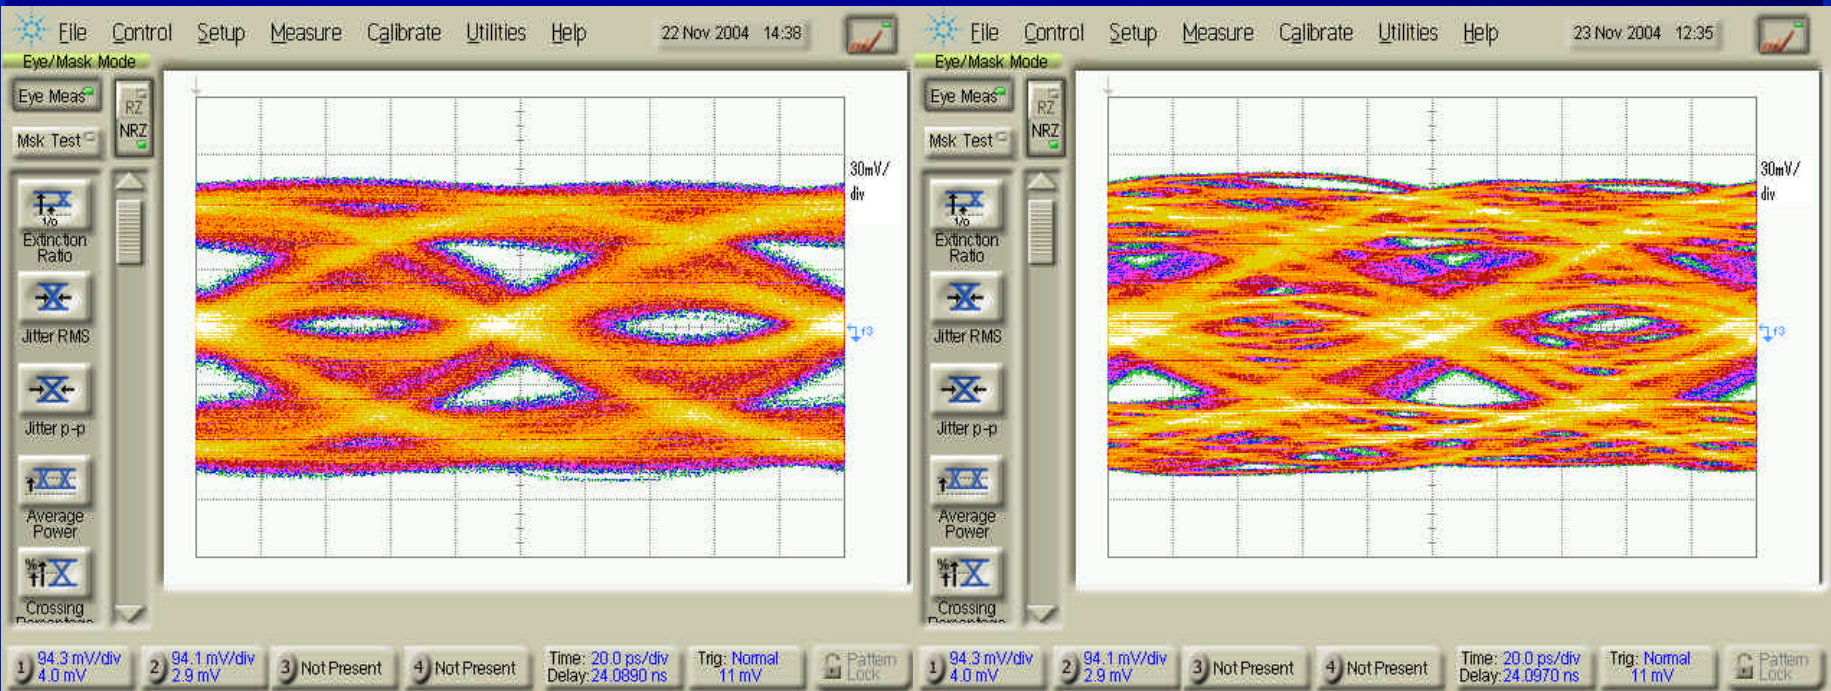 File Control Setup Measure Calibrate Utilities Help 22 Nov 2004 14:38
Eye/Mask Mode
Eye Meas
RZ
NRZ
Msk Test
30mV/
div
1/0
Extinction
Ratio
Jitter RMS
f3
Jitter p-p
Average
Power
%
Crossing
Percentage
1) 94.3 mV/div
4.0 mV
2) 94.1 mV/div
2.9 mV
3) Not Present
4) Not Present
Time: 20.0 ps/div
Delay:24.0890 ns
Trig: Normal
11 mV
Pattern
Lock
File Control Setup Measure Calibrate Utilities Help 23 Nov 2004 12:35
Eye/Mask Mode
Eye Meas
RZ
NRZ
Msk Test
30mV/
div
1/0
Extinction
Ratio
Jitter RMS
f3
Jitter p-p
Average
Power
%
Crossing
Percentage
1) 94.3 mV/div
4.0 mV
2) 94.1 mV/div
2.9 mV
3) Not Present
4) Not Present
Time: 20.0 ps/div
Delay:24.0970 ns
Trig: Normal
11 mV
Pattern
Lock